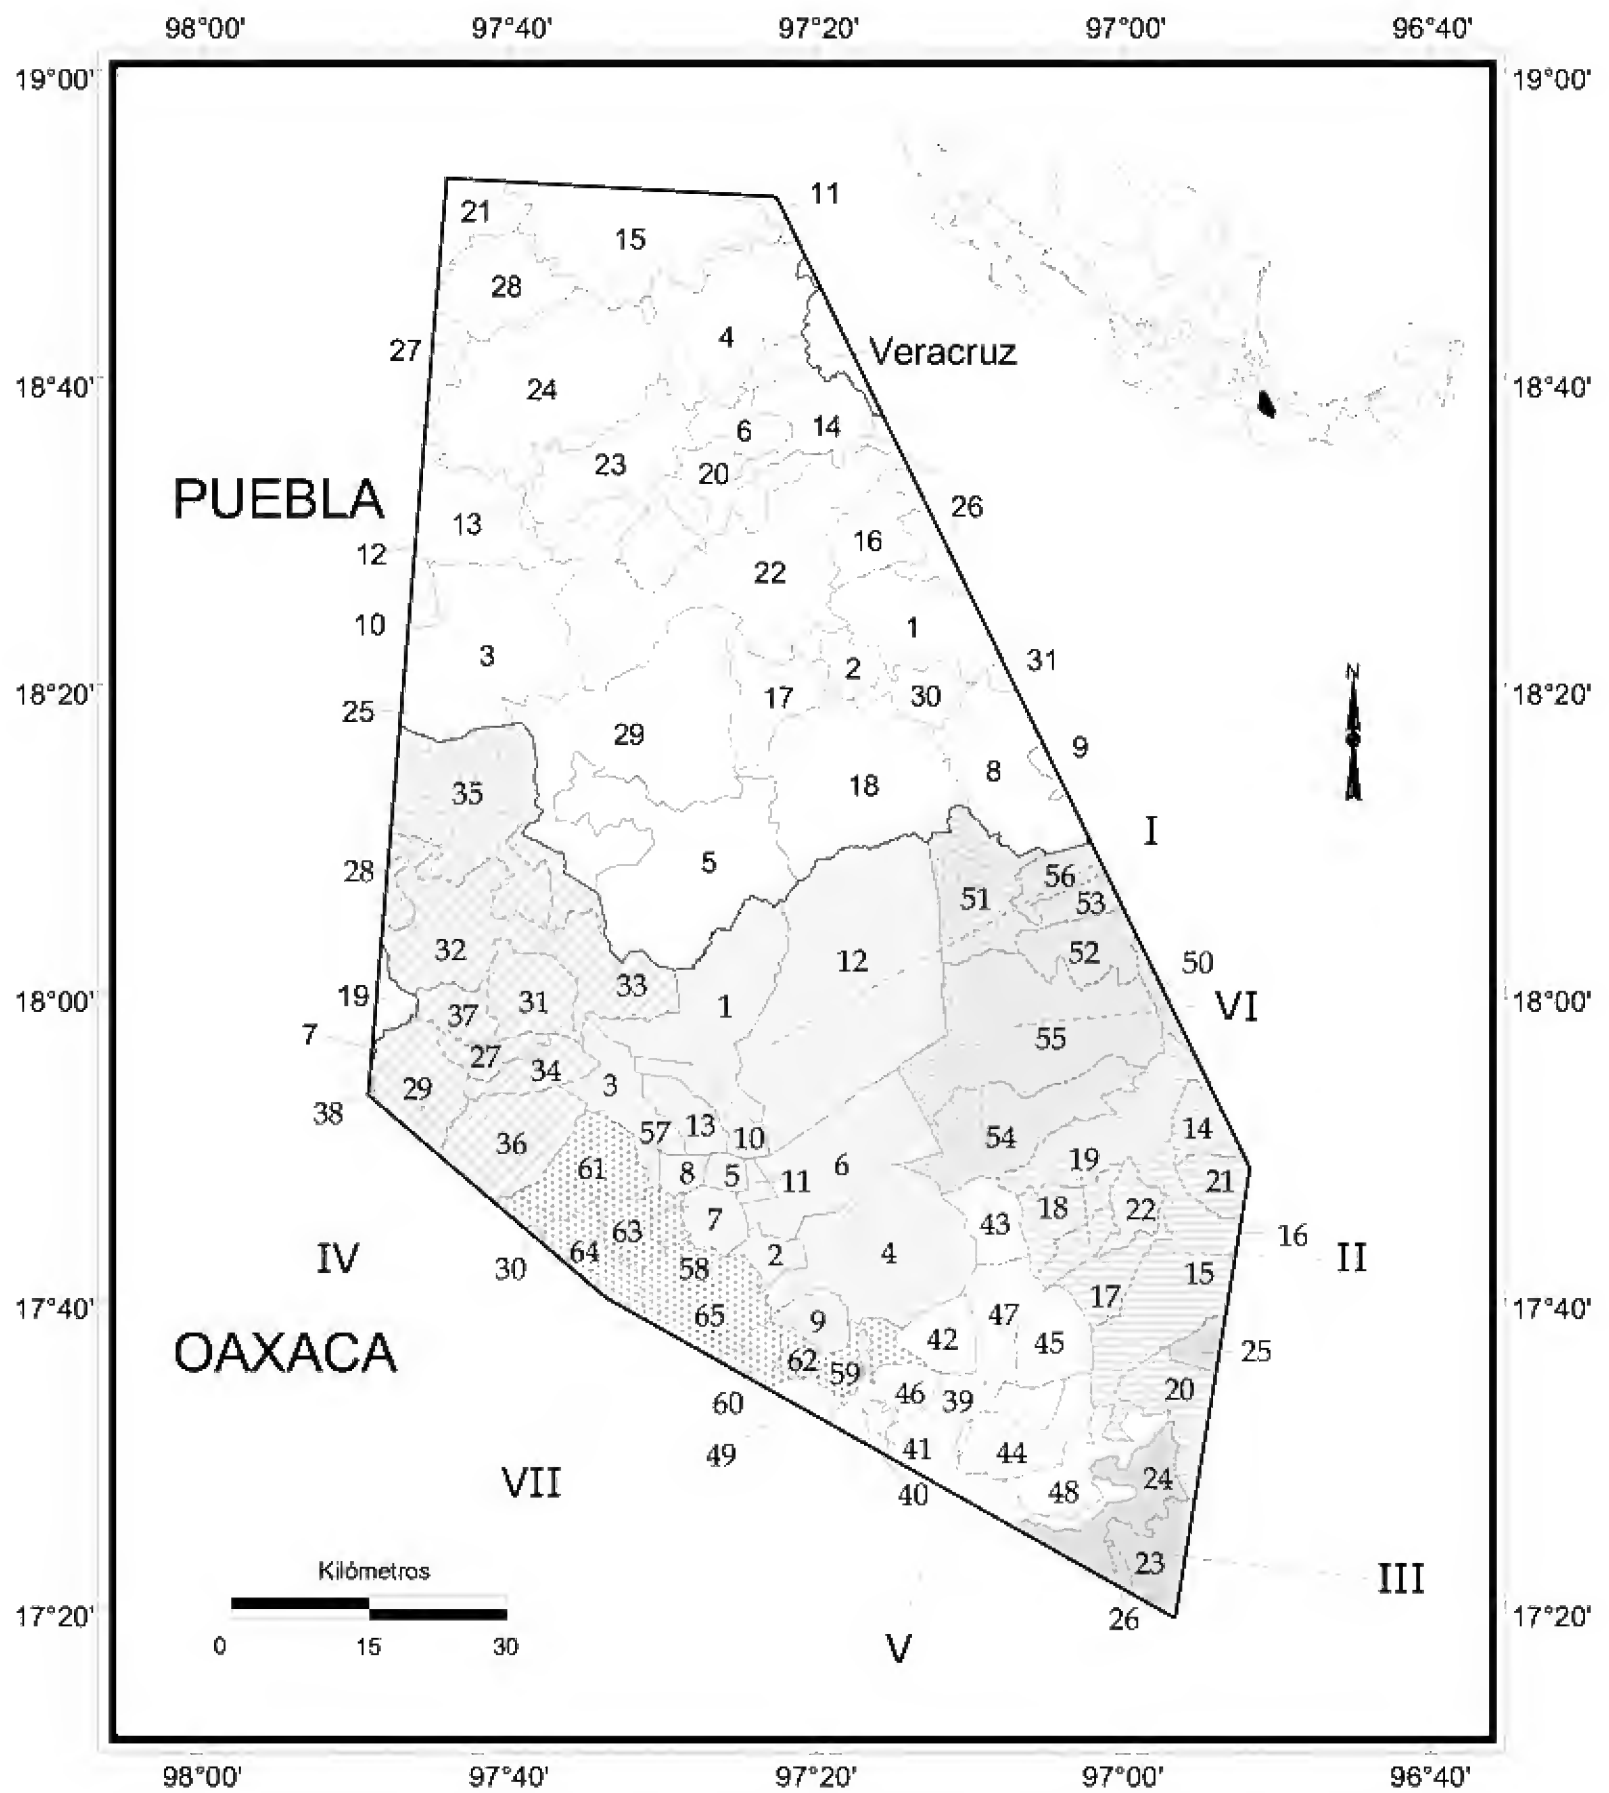 98°00' 97°40' 97°20' 97°00' 96°40'
19°00' 19°00'
11
21
15
28
4
27 Veracruz
18°40' 24 18°40'
6 14
23 20
PUEBLA 26
13
12 16
22
10 1
3 2 31
18°20' 17 30 18°20'
25
29 9
N
35 18 8
I
5
28 56
51 53
32 12 52 50
33
19 31 1 VI
18°00' 37 18°00'
7 27 55
34 3
29
38 57 13 10 54 14
36
61 8 5 11 6 19 21
7 43 18 22
63 16
IV 64 2 4 II
30 58 15
17°40' 65 9 47 17 17°40'
OAXACA 42 45 25
62 59 20
60 46 39
49 41 44
VII 40 48 24
Kilómetros 23 III
17°20' 26 17°20'
0 15 30
V
98°00' 97°40' 97°20' 97°00' 96°40'